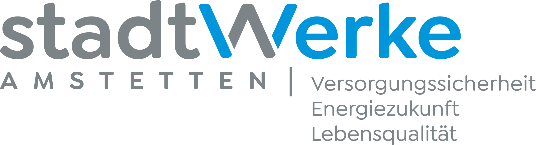 stadtWerke
AMSTETTEN | Versorgungssicherheit
Energiezukunft
Lebensqualität